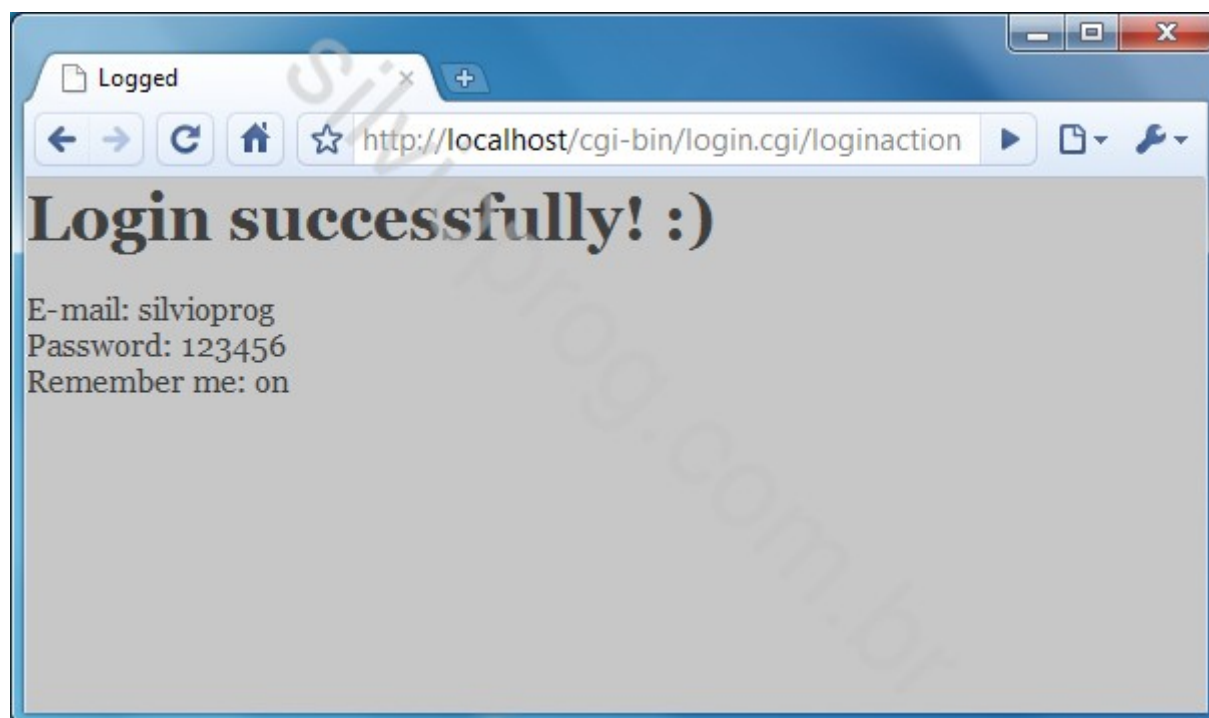 Logged
http://localhost/cgi-bin/login.cgi/loginaction
Login successfully! :)
E-mail: silvioprog
Password: 123456
Remember me: on
silvioprog.com.br